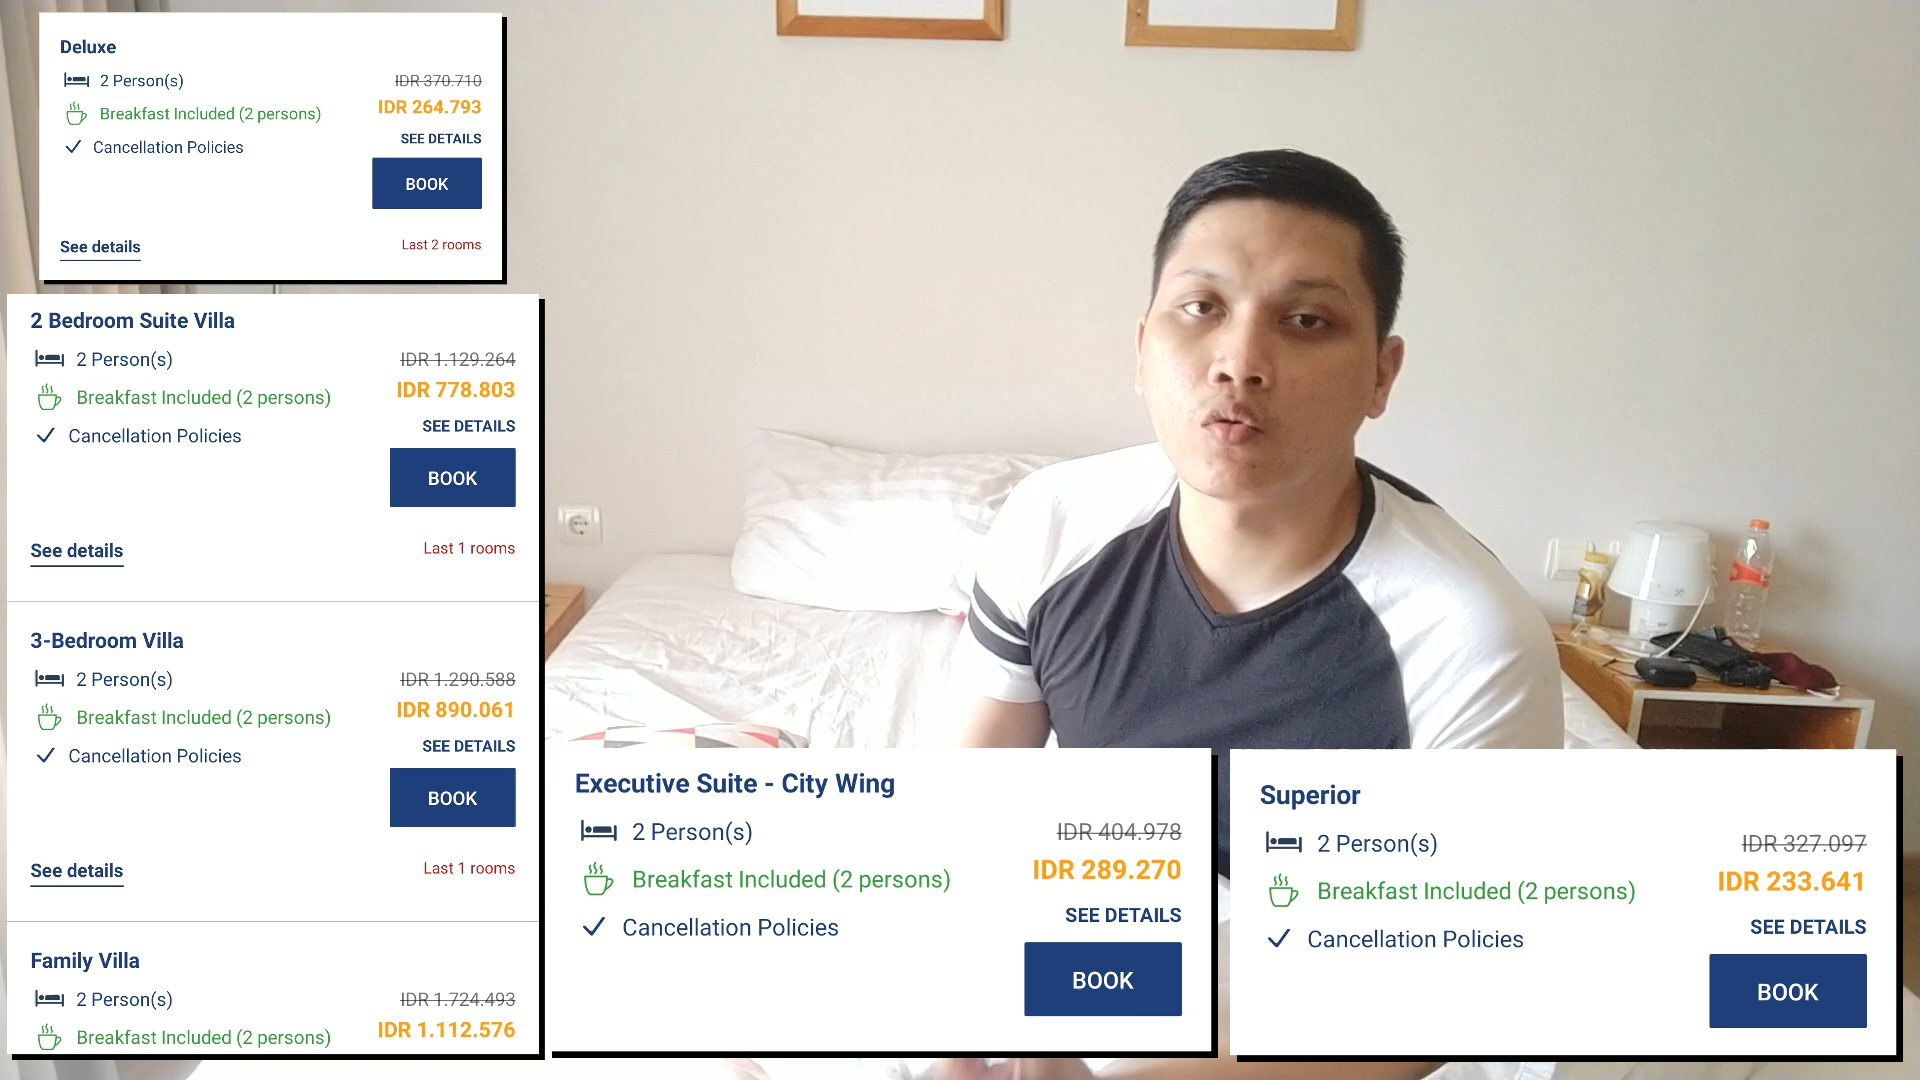 Deluxe
2 Person(s)
IDR 370.710
Breakfast Included (2 persons)
IDR 264.793
Cancellation Policies
SEE DETAILS
BOOK
See details
Last 2 rooms
2 Bedroom Suite Villa
2 Person(s)
IDR 1.129.264
Breakfast Included (2 persons)
IDR 778.803
Cancellation Policies
SEE DETAILS
BOOK
See details
Last 1 rooms
3-Bedroom Villa
2 Person(s)
IDR 1.290.588
Breakfast Included (2 persons)
IDR 890.061
Cancellation Policies
SEE DETAILS
BOOK
See details
Last 1 rooms
Family Villa
2 Person(s)
IDR 1.724.493
Breakfast Included (2 persons)
IDR 1.112.576
Executive Suite - City Wing
2 Person(s)
IDR 404.978
Breakfast Included (2 persons)
IDR 289.270
Cancellation Policies
SEE DETAILS
BOOK
Superior
2 Person(s)
IDR 327.097
Breakfast Included (2 persons)
IDR 233.641
Cancellation Policies
SEE DETAILS
BOOK